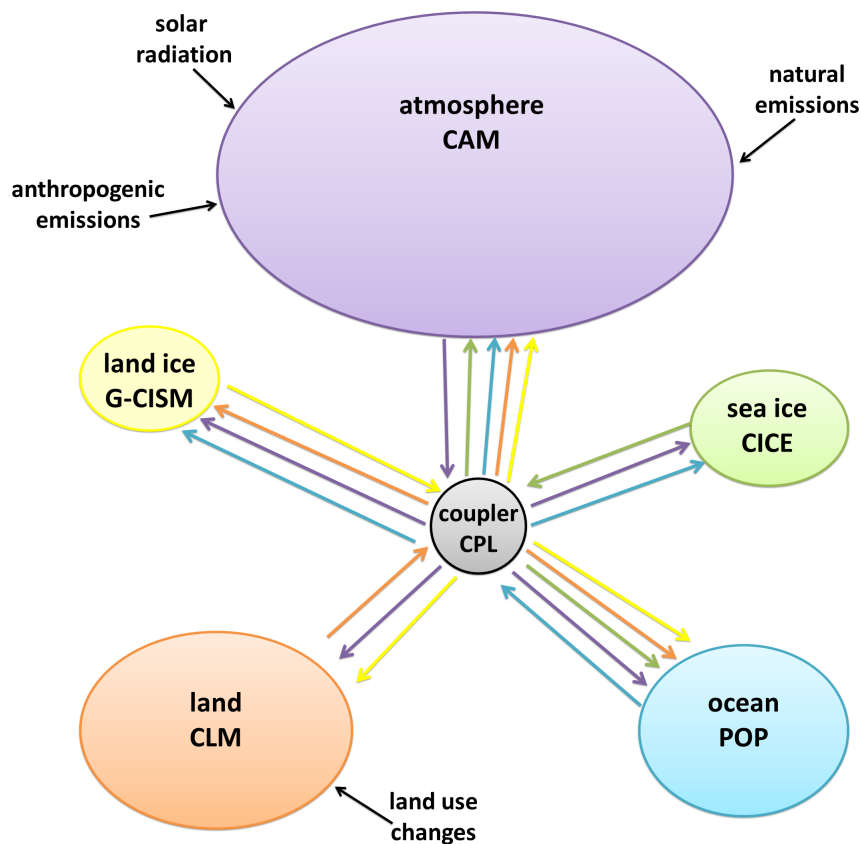 solar
radiation
natural
emissions
atmosphere
CAM
anthropogenic
emissions
land ice
G-CISM
sea ice
CICE
coupler
CPL
land
CLM
ocean
POP
land use
changes